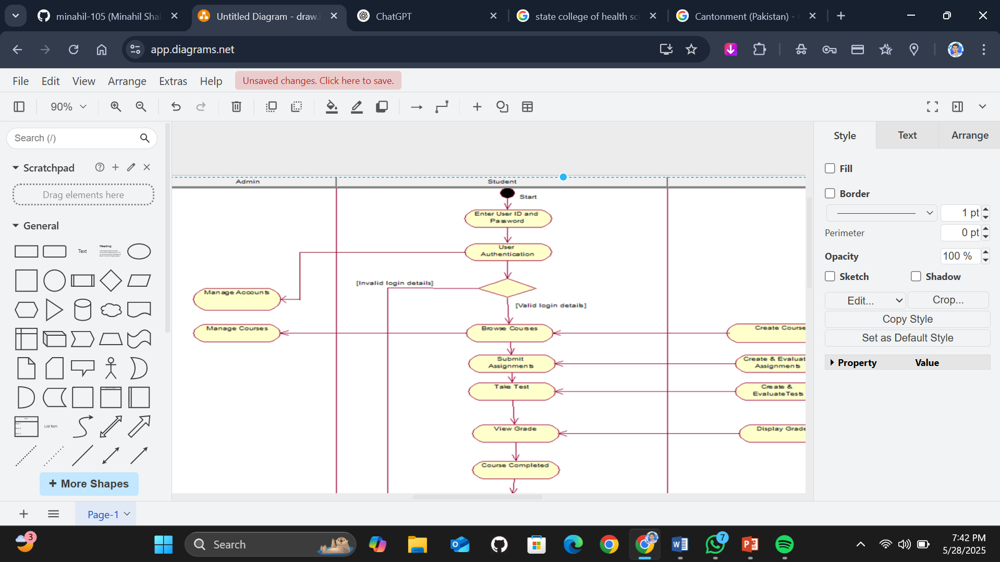 minahil-105 (Minahil Sha
Untitled Diagram - draw.i
ChatGPT
state college of health sci
Cantonment (Pakistan) -
app.diagrams.net
File Edit View Arrange Extras Help
Unsaved changes. Click here to save.
90%
Search (/)
Scratchpad
Drag elements here
General
Text
Heading
List Item
+ More Shapes
Admin
Student
Start
Enter User ID and
Password
User
Authentication
[Invalid login details]
Manage Accounts
[Valid login details]
Manage Courses
Browse Courses
Create Course
Submit
Assignments
Create & Evaluat
Assignments
Take Test
Create &
EvaluateTests
View Grade
Display Grade
Course Completed
Style
Text
Arrange
Fill
Border
1 pt
Perimeter
0 pt
Opacity
100 %
Sketch
Shadow
Edit...
Crop...
Copy Style
Set as Default Style
Property
Value
Page-1
3
Search
7
7:42 PM
5/28/2025